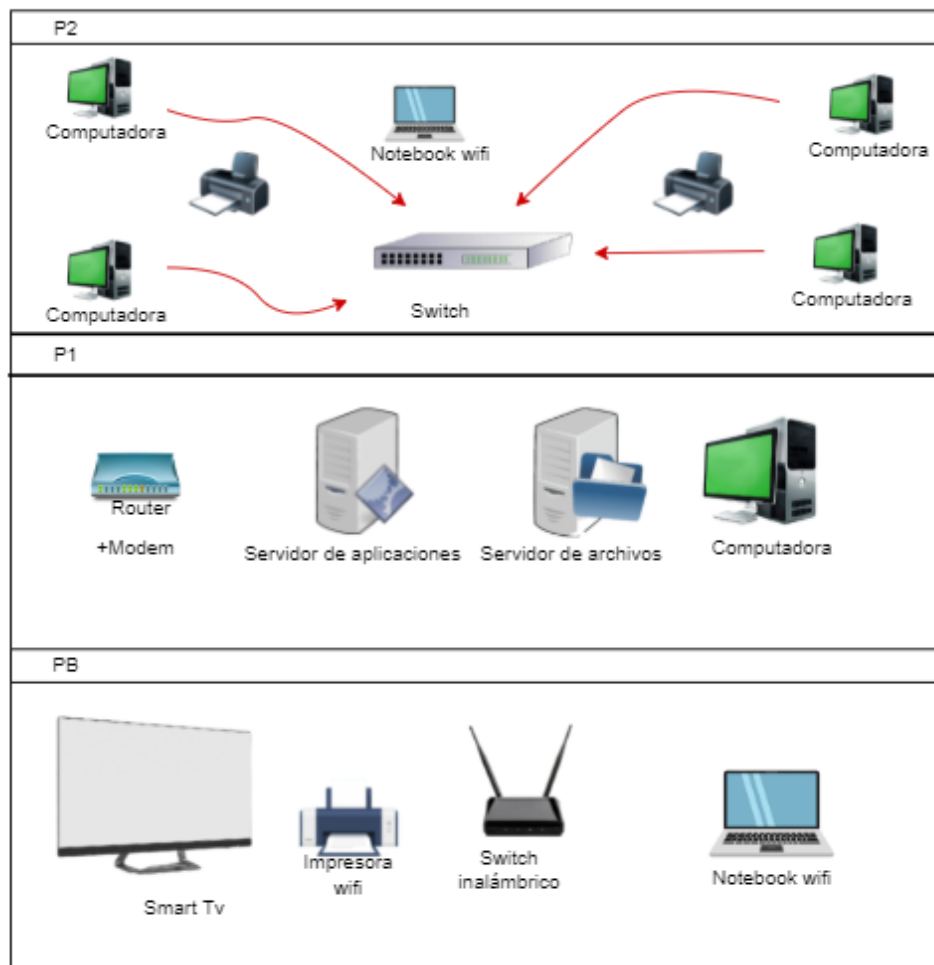 P2
Computadora
Notebook wifi
Computadora
Computadora
Switch
Computadora
P1
Router
+Modem
Servidor de aplicaciones
Servidor de archivos
Computadora
PB
Smart Tv
Impresora
wifi
Switch
inalámbrico
Notebook wifi